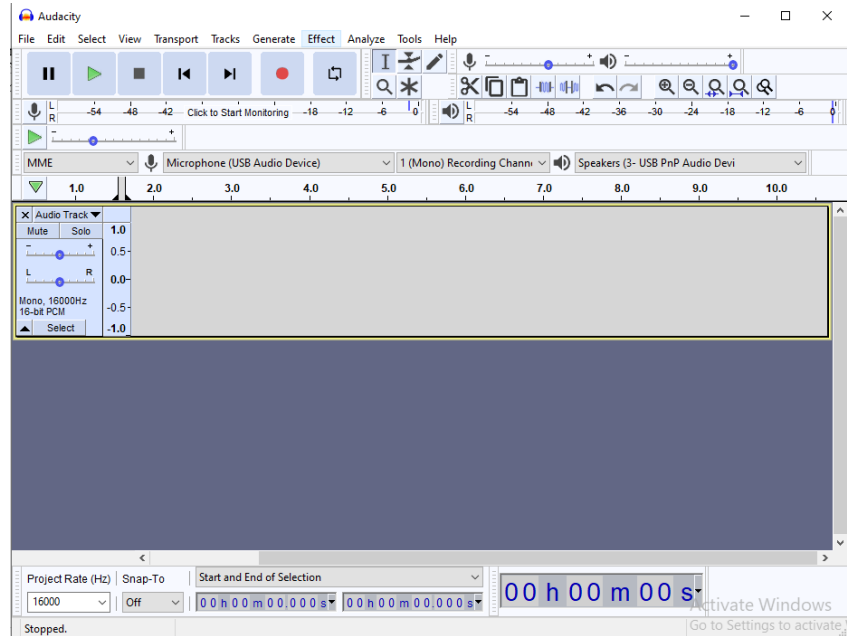 Audacity
File Edit Select View Transport Tracks Generate Effect Analyze Tools Help
L R -54 -48 -42 Click to Start Monitoring -18 -12 -6 0 L R -54 -48 -42 -36 -30 -24 -18 -12 -6 0
MME Microphone (USB Audio Device) 1 (Mono) Recording Chann Speakers (3- USB PnP Audio Devi
1.0 2.0 3.0 4.0 5.0 6.0 7.0 8.0 9.0 10.0
Audio Track
Mute Solo 1.0
- + 0.5
L R 0.0
Mono, 16000Hz
16-bit PCM -0.5
Select -1.0
Project Rate (Hz) Snap-To Start and End of Selection
16000 Off 00 h 00 m 00.000 s 00 h 00 m 00.000 s 00 h 00 m 00 s
Activate Windows
Go to Settings to activate
Stopped.